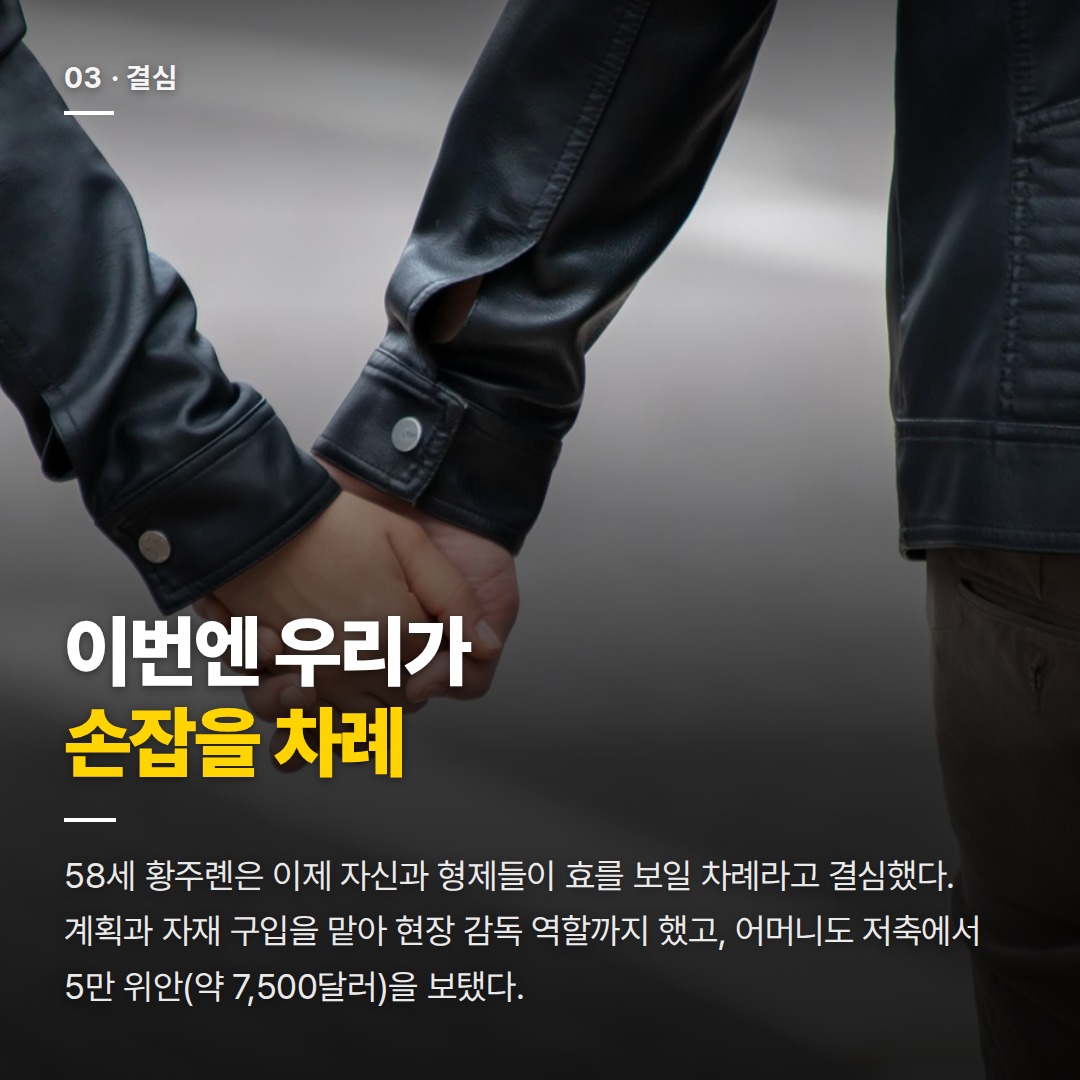 03 · 결심
이번엔 우리가
손잡을 차례
58세 황주롄은 이제 자신과 형제들이 효를 보일 차례라고 결심했다.
계획과 자재 구입을 맡아 현장 감독 역할까지 했고, 어머니도 저축에서
5만 위안(약 7,500달러)을 보탰다.